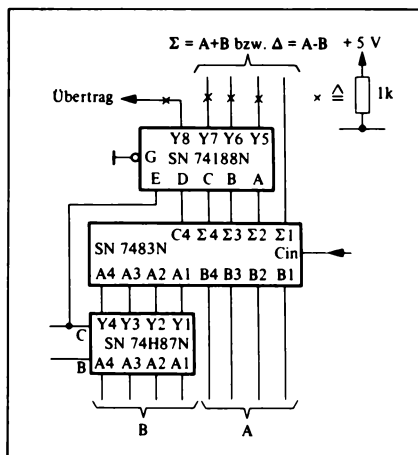 Σ = A+B bzw. Δ = A-B + 5 V
Übertrag
× ≙ 1k
Y8 Y7 Y6 Y5
G SN 74188N
E D C B A
C4 Σ4 Σ3 Σ2 Σ1
SN 7483N Cin
A4 A3 A2 A1 B4 B3 B2 B1
Y4 Y3 Y2 Y1
C
SN 74H87N
B
A4 A3 A2 A1
B A